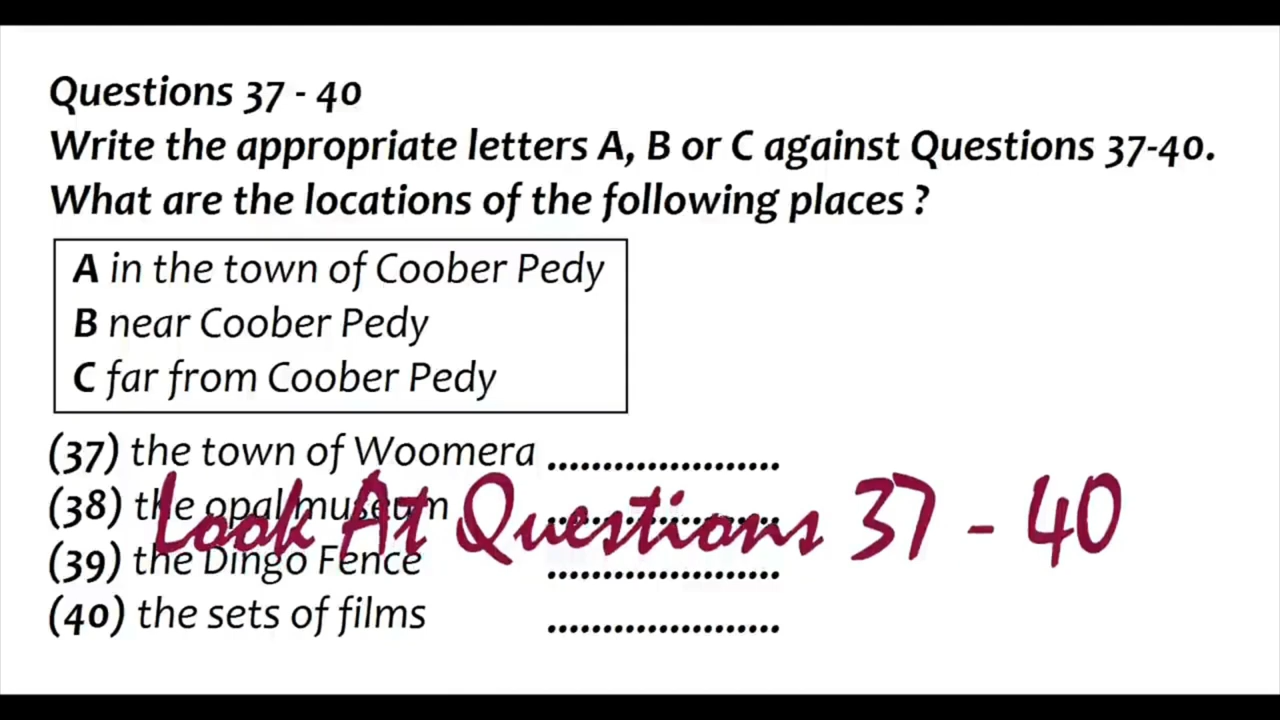 Questions 37 - 40
Write the appropriate letters A, B or C against Questions 37-40.
What are the locations of the following places ?
A in the town of Coober Pedy
B near Coober Pedy
C far from Coober Pedy
(37) the town of Woomera .....................
(38) the opal museum .....................
Look At Questions 37 - 40
(39) the Dingo Fence .....................
(40) the sets of films .....................